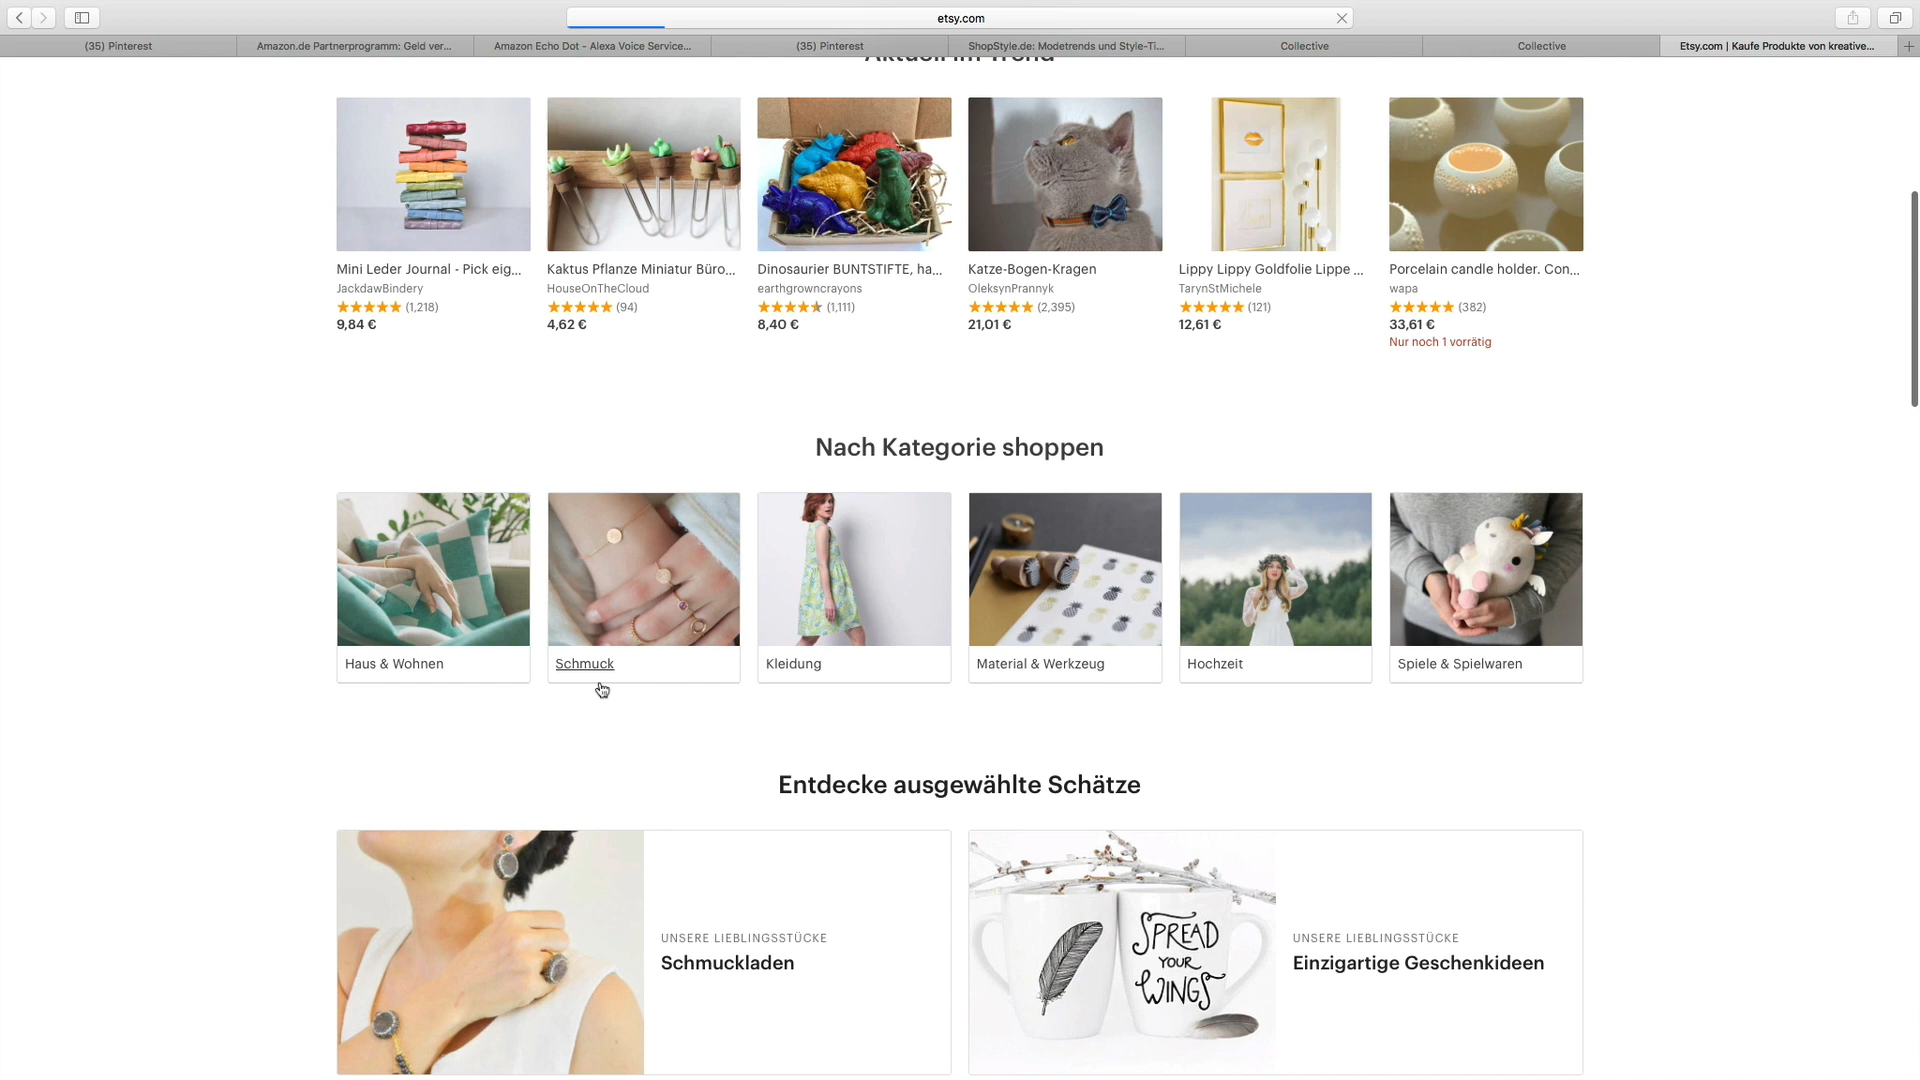 etsy.com
(35) Pinterest
Amazon.de Partnerprogramm: Geld ver...
Amazon Echo Dot - Alexa Voice Service...
(35) Pinterest
ShopStyle.de: Modetrends und Style-Ti...
Collective
Collective
Etsy.com | Kaufe Produkte von kreative...
Aktuell im Trend
Mini Leder Journal - Pick eig...
JackdawBindery
(1,218)
9,84 €
Kaktus Pflanze Miniatur Büro...
HouseOnTheCloud
(94)
4,62 €
Dinosaurier BUNTSTIFTE, ha...
earthgrowncrayons
(1,111)
8,40 €
Katze-Bogen-Kragen
OleksynPrannyk
(2,395)
21,01 €
Lippy Lippy Goldfolie Lippe ...
TarynStMichele
(121)
12,61 €
Porcelain candle holder. Con...
wapa
(382)
33,61 €
Nur noch 1 vorrätig
Nach Kategorie shoppen
Haus & Wohnen
Schmuck
Kleidung
Material & Werkzeug
Hochzeit
Spiele & Spielwaren
Entdecke ausgewählte Schätze
UNSERE LIEBLINGSSTÜCKE
Schmuckladen
SPREAD
YOUR
WINGS
UNSERE LIEBLINGSSTÜCKE
Einzigartige Geschenkideen